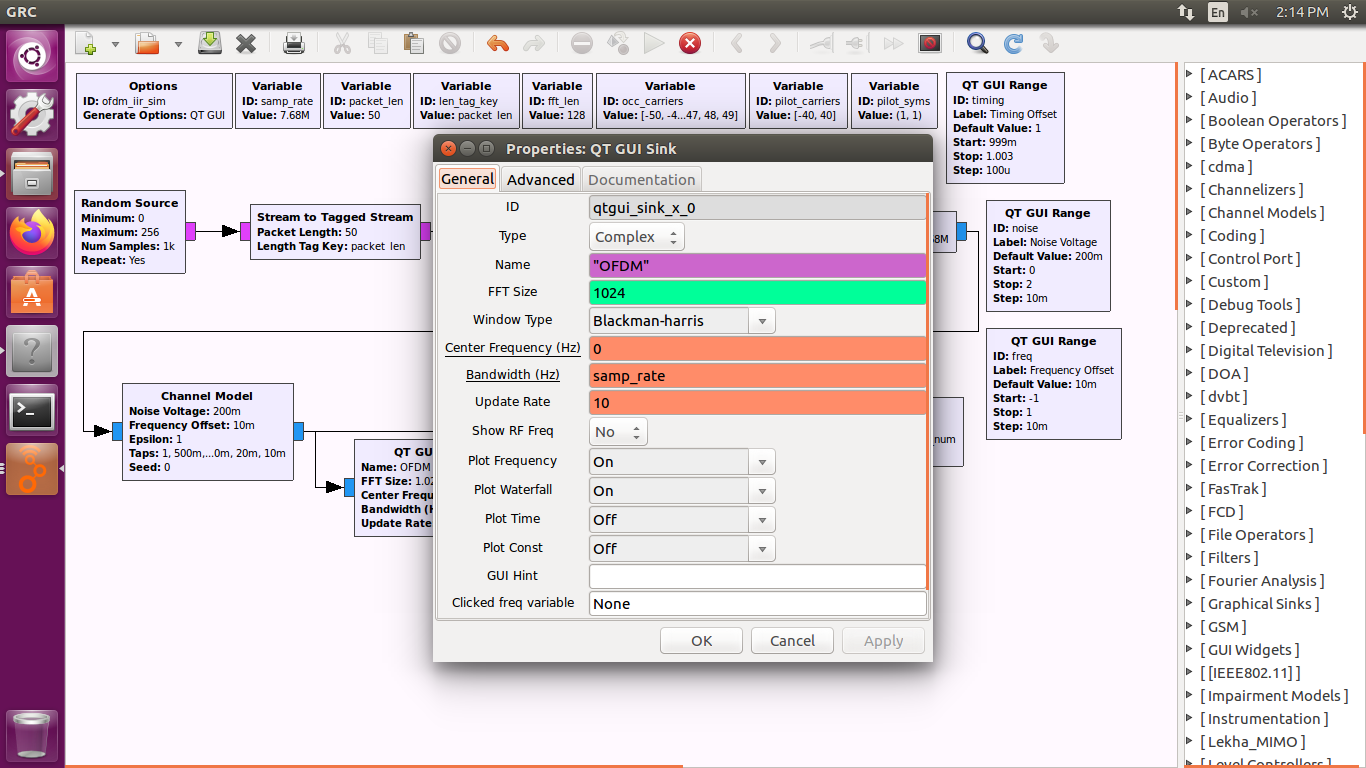 GRC
En
2:14 PM
Options
ID: ofdm_iir_sim
Generate Options: QT GUI
Variable
ID: samp_rate
Value: 7.68M
Variable
ID: packet_len
Value: 50
Variable
ID: len_tag_key
Value: packet_len
Variable
ID: fft_len
Value: 128
Variable
ID: occ_carriers
Value: [-50, -4...47, 48, 49]
Variable
ID: pilot_carriers
Value: [-40, 40]
Variable
ID: pilot_syms
Value: (1, 1)
QT GUI Range
ID: timing
Label: Timing Offset
Default Value: 1
Start: 999m
Stop: 1.003
Step: 100u
Random Source
Minimum: 0
Maximum: 256
Num Samples: 1k
Repeat: Yes
Stream to Tagged Stream
Packet Length: 50
Length Tag Key: packet_len
QT GUI Range
ID: noise
Label: Noise Voltage
Default Value: 200m
Start: 0
Stop: 2
Step: 10m
QT GUI Range
ID: freq
Label: Frequency Offset
Default Value: 10m
Start: -1
Stop: 1
Step: 10m
Channel Model
Noise Voltage: 200m
Frequency Offset: 10m
Epsilon: 1
Taps: 1, 500m,...0m, 20m, 10m
Seed: 0
QT GU
Name: OFDM
FFT Size: 1.02
Center Frequ
Bandwidth (H
Update Rate
8M
num
Properties: QT GUI Sink
General
Advanced
Documentation
ID
qtgui_sink_x_0
Type
Complex
Name
"OFDM"
FFT Size
1024
Window Type
Blackman-harris
Center Frequency (Hz)
0
Bandwidth (Hz)
samp_rate
Update Rate
10
Show RF Freq
No
Plot Frequency
On
Plot Waterfall
On
Plot Time
Off
Plot Const
Off
GUI Hint
Clicked freq variable
None
OK
Cancel
Apply
[ ACARS ]
[ Audio ]
[ Boolean Operators ]
[ Byte Operators ]
[ cdma ]
[ Channelizers ]
[ Channel Models ]
[ Coding ]
[ Control Port ]
[ Custom ]
[ Debug Tools ]
[ Deprecated ]
[ Digital Television ]
[ DOA ]
[ dvbt ]
[ Equalizers ]
[ Error Coding ]
[ Error Correction ]
[ FasTrak ]
[ FCD ]
[ File Operators ]
[ Filters ]
[ Fourier Analysis ]
[ Graphical Sinks ]
[ GSM ]
[ GUI Widgets ]
[ [IEEE802.11] ]
[ Impairment Models ]
[ Instrumentation ]
[ Lekha_MIMO ]
[ Level Controllers ]